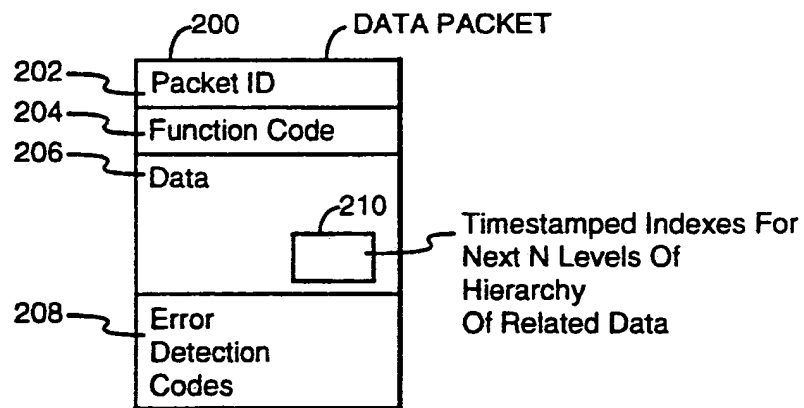 200
DATA PACKET
202
Packet ID
204
Function Code
206
Data
210
Timestamped Indexes For
Next N Levels Of
Hierarchy
Of Related Data
208
Error
Detection
Codes